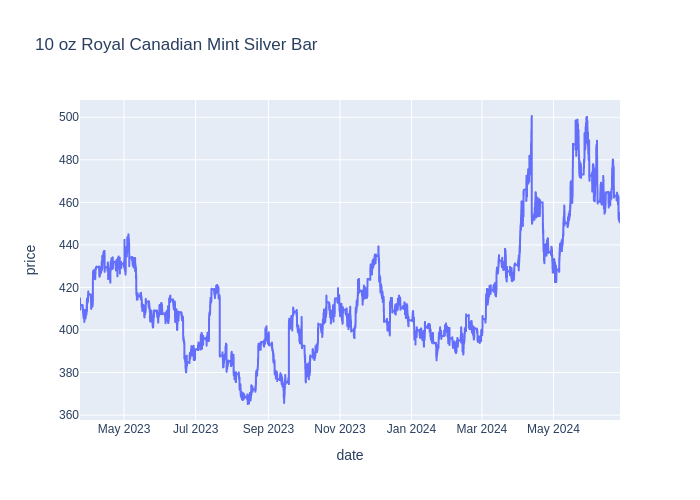 10 oz Royal Canadian Mint Silver Bar
500
480
460
440
420
400
380
360
price
May 2023 Jul 2023 Sep 2023 Nov 2023 Jan 2024 Mar 2024 May 2024
date